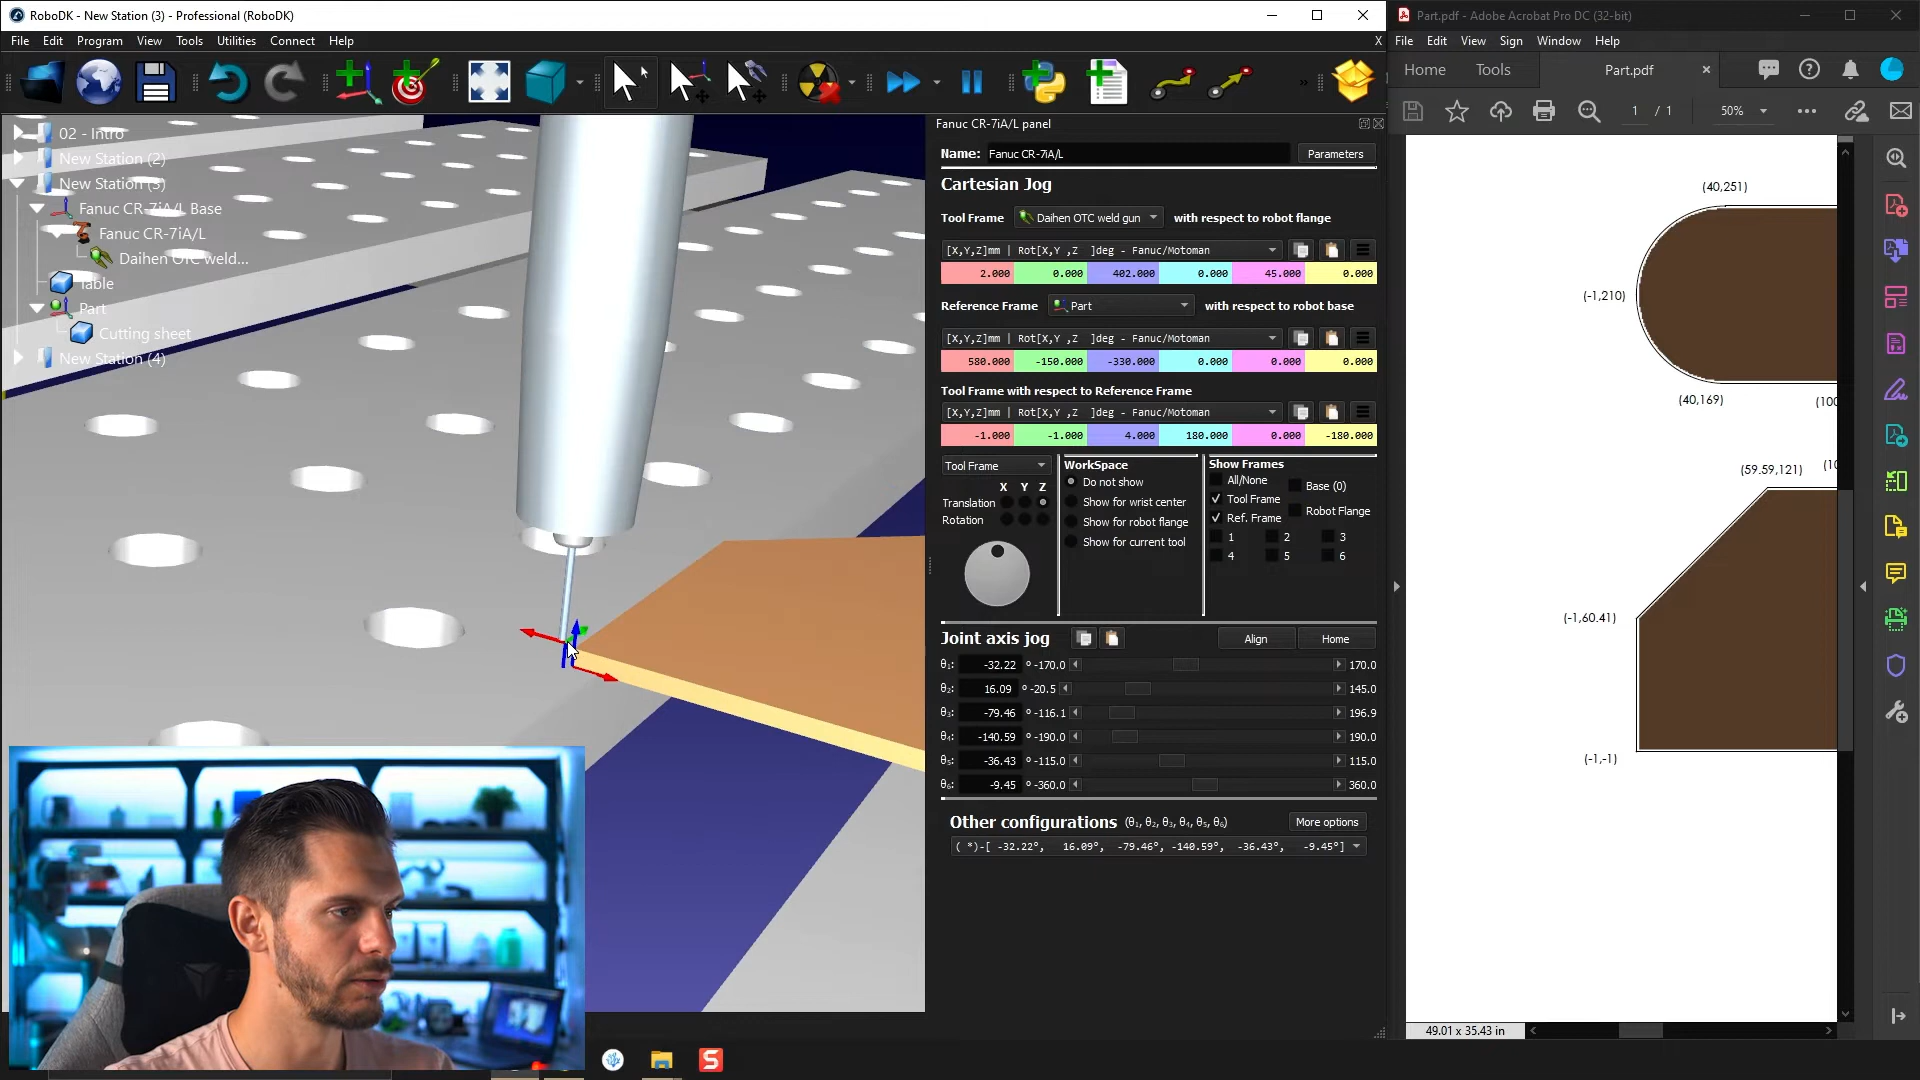 RoboDK - New Station (3) - Professional (RoboDK)
File Edit Program View Tools Utilities Connect Help X
02 - Intro
New Station (2)
New Station (3)
Fanuc CR-7iA/L Base
Fanuc CR-7iA/L
Daihen OTC weld...
Table
Part
Cutting sheet
New Station (4)
Fanuc CR-7iA/L panel
Name: Fanuc CR-7iA/L Parameters
Cartesian Jog
Tool Frame Daihen OTC weld gun with respect to robot flange
[X,Y,Z]mm | Rot[X,Y ,Z ]deg - Fanuc/Motoman
2.000 0.000 402.000 0.000 45.000 0.000
Reference Frame Part with respect to robot base
[X,Y,Z]mm | Rot[X,Y ,Z ]deg - Fanuc/Motoman
580.000 -150.000 -330.000 0.000 0.000 0.000
Tool Frame with respect to Reference Frame
[X,Y,Z]mm | Rot[X,Y ,Z ]deg - Fanuc/Motoman
-1.000 -1.000 4.000 180.000 0.000 -180.000
Tool Frame
X Y Z
Translation
Rotation
WorkSpace
Do not show
Show for wrist center
Show for robot flange
Show for current tool
Show Frames
All/None Base (0)
Tool Frame
Ref. Frame Robot Flange
1 2 3
4 5 6
Joint axis jog Align Home
θ₁: -32.22 ° -170.0 170.0
θ₂: 16.09 ° -20.5 145.0
θ₃: -79.46 ° -116.1 196.9
θ₄: -140.59 ° -190.0 190.0
θ₅: -36.43 ° -115.0 115.0
θ₆: -9.45 ° -360.0 360.0
Other configurations (θ₁, θ₂, θ₃, θ₄, θ₅, θ₆) More options
( *)-[ -32.22°, 16.09°, -79.46°, -140.59°, -36.43°, -9.45°]
Part.pdf - Adobe Acrobat Pro DC (32-bit)
File Edit View Sign Window Help
Home Tools Part.pdf
1 / 1 50%
(40,251)
(-1,210)
(40,169) (100
(59.59,121) (10
(-1,60.41)
(-1,-1)
49.01 x 35.43 in
S